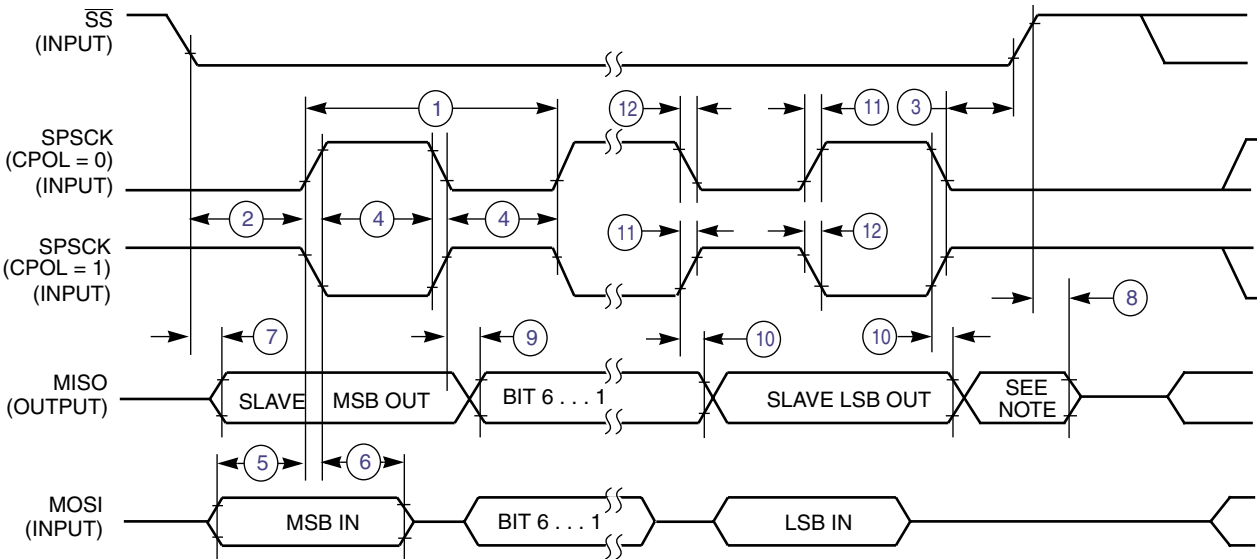 SS
(INPUT)
1
12
11
3
SPSCK
(CPOL = 0)
(INPUT)
2
4
4
11
12
SPSCK
(CPOL = 1)
(INPUT)
8
7
9
10
10
MISO
(OUTPUT)
SLAVE
MSB OUT
BIT 6 . . . 1
SLAVE LSB OUT
SEE
NOTE
5
6
MOSI
(INPUT)
MSB IN
BIT 6 . . . 1
LSB IN